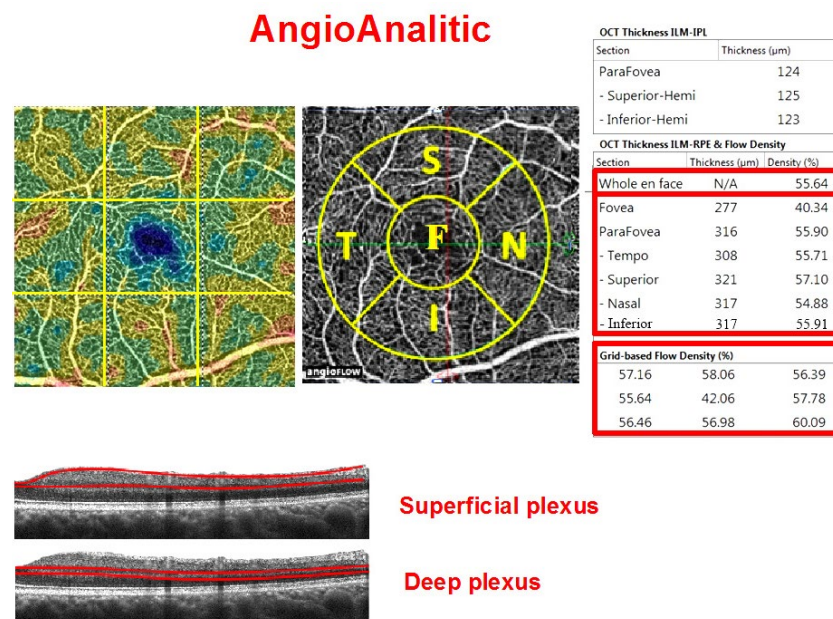 AngioAnalitic
OCT Thickness ILM-IPL
Section Thickness (µm)
ParaFovea 124
- Superior-Hemi 125
- Inferior-Hemi 123
OCT Thickness ILM-RPE & Flow Density
Section Thickness (µm) Density (%)
Whole en face N/A 55.64
Fovea 277 40.34
ParaFovea 316 55.90
- Tempo 308 55.71
- Superior 321 57.10
- Nasal 317 54.88
- Inferior 317 55.91
Grid-based Flow Density (%)
57.16 58.06 56.39
55.64 42.06 57.78
56.46 56.98 60.09
S
T F N
I
angioFLOW
Superficial plexus
Deep plexus